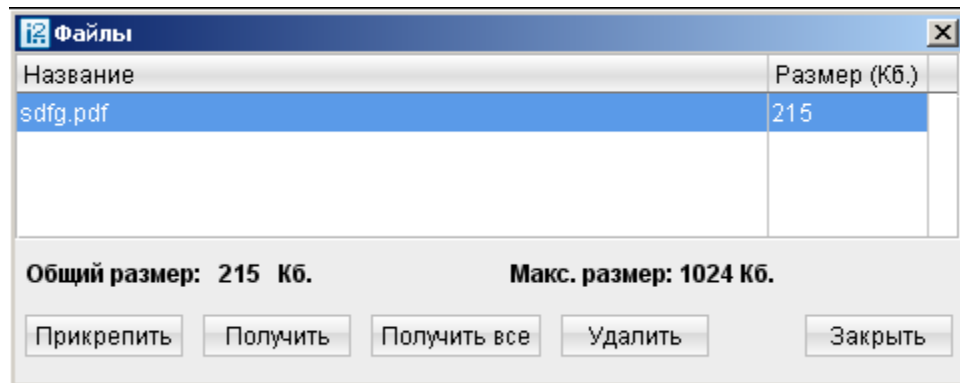 Файлы
Название Размер (Кб.)
sdfg.pdf 215
Общий размер: 215 Кб. Макс. размер: 1024 Кб.
Прикрепить Получить Получить все Удалить Закрыть